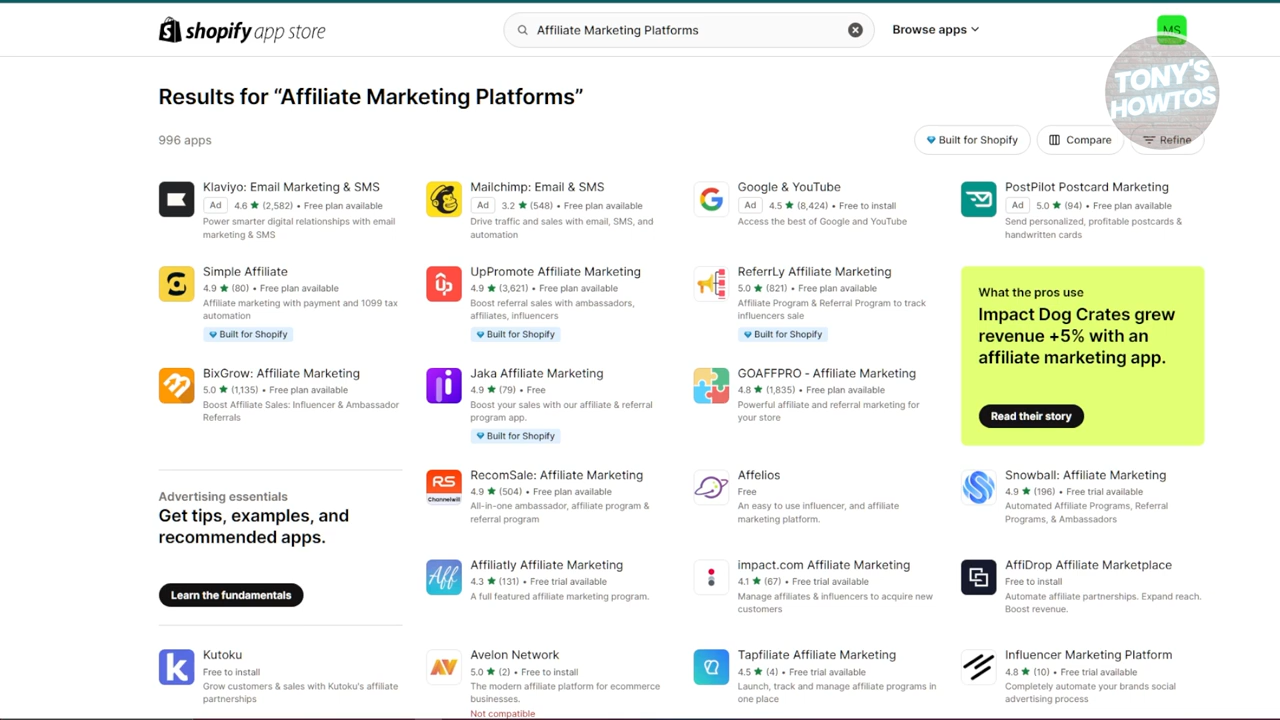 shopify app store
Affiliate Marketing Platforms
Browse apps
MS
TONY'S
HOWTOS
Results for “Affiliate Marketing Platforms”
996 apps
Built for Shopify
Compare
Refine
Klaviyo: Email Marketing & SMS
Ad 4.6 ★ (2,582) • Free plan available
Power smarter digital relationships with email
marketing & SMS
Mailchimp: Email & SMS
Ad 3.2 ★ (548) • Free plan available
Drive traffic and sales with email, SMS, and
automation
Google & YouTube
Ad 4.5 ★ (8,424) • Free to install
Access the best of Google and YouTube
PostPilot Postcard Marketing
Ad 5.0 ★ (94) • Free plan available
Send personalized, profitable postcards &
handwritten cards
Simple Affiliate
4.9 ★ (80) • Free plan available
Affiliate marketing with payment and 1099 tax
automation
Built for Shopify
Up
UpPromote Affiliate Marketing
4.9 ★ (3,621) • Free plan available
Boost referral sales with ambassadors,
affiliates, influencers
Built for Shopify
ReferrLy Affiliate Marketing
5.0 ★ (821) • Free plan available
Affiliate Program & Referral Program to track
influencers sale
Built for Shopify
What the pros use
Impact Dog Crates grew
revenue +5% with an
affiliate marketing app.
Read their story
BixGrow: Affiliate Marketing
5.0 ★ (1,135) • Free plan available
Boost Affiliate Sales: Influencer & Ambassador
Referrals
Jaka Affiliate Marketing
4.9 ★ (79) • Free
Boost your sales with our affiliate & referral
program app.
Built for Shopify
GOAFFPRO - Affiliate Marketing
4.8 ★ (1,835) • Free plan available
Powerful affiliate and referral marketing for
your store
Advertising essentials
Get tips, examples, and
recommended apps.
Learn the fundamentals
RS
Channelwill
RecomSale: Affiliate Marketing
4.9 ★ (504) • Free plan available
All-in-one ambassador, affiliate program &
referral program
Affelios
Free
An easy to use influencer, and affiliate
marketing platform.
Snowball: Affiliate Marketing
4.9 ★ (196) • Free trial available
Automated Affiliate Programs, Referral
Programs, & Ambassadors
Aff
Affiliatly Affiliate Marketing
4.3 ★ (131) • Free trial available
A full featured affiliate marketing program.
impact.com Affiliate Marketing
4.1 ★ (67) • Free trial available
Manage affiliates & influencers to acquire new
customers
AffiDrop Affiliate Marketplace
Free to install
Automate affiliate partnerships. Expand reach.
Boost revenue.
k
Kutoku
Free to install
Grow customers & sales with Kutoku's affiliate
partnerships
AV
Avelon Network
5.0 ★ (2) • Free to install
The modern affiliate platform for ecommerce
businesses.
Not compatible
Tapfiliate Affiliate Marketing
4.5 ★ (4) • Free trial available
Launch, track and manage affiliate programs in
one place
Influencer Marketing Platform
4.8 ★ (10) • Free trial available
Completely automate your brands social
advertising process